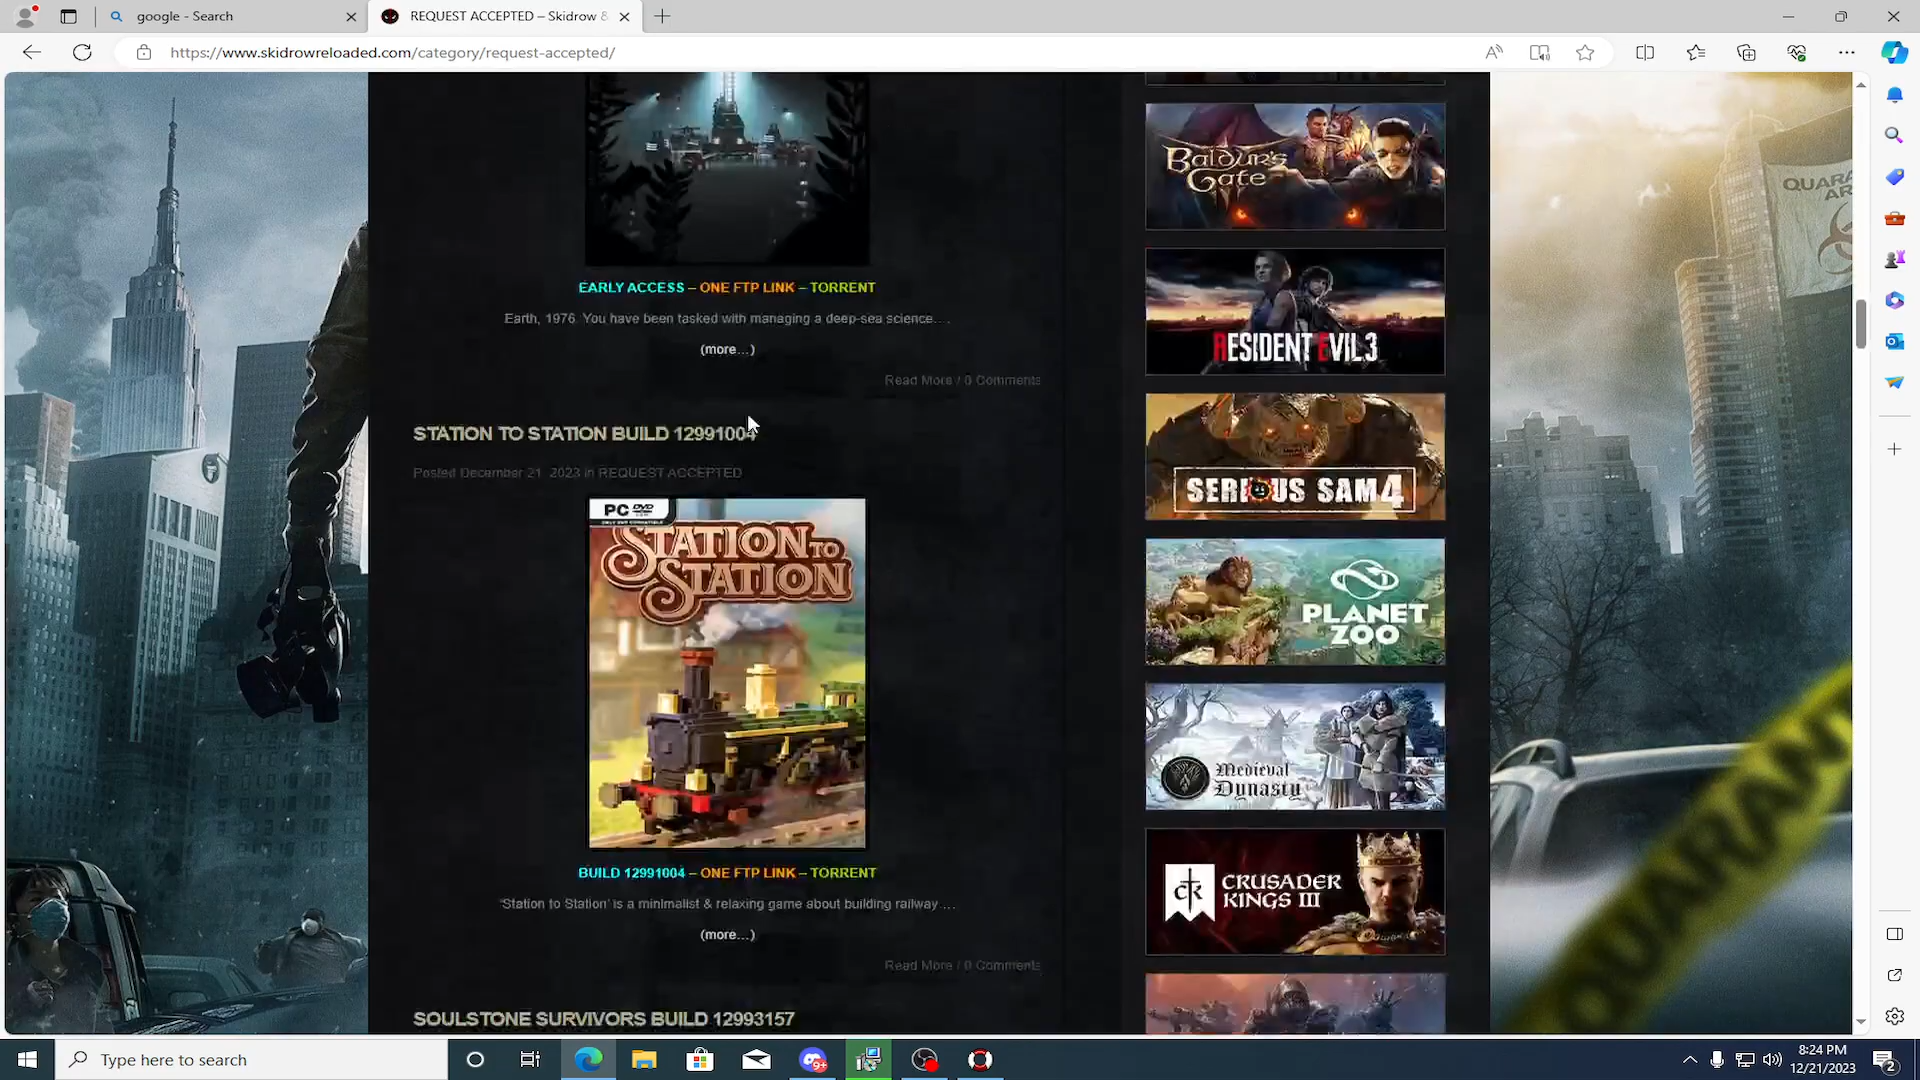 google - Search
REQUEST ACCEPTED – Skidrow &
https://www.skidrowreloaded.com/category/request-accepted/
EARLY ACCESS – ONE FTP LINK – TORRENT
Earth, 1976. You have been tasked with managing a deep-sea science…
(more…)
Read More / 0 Comments
STATION TO STATION BUILD 12991004
Posted December 21, 2023 in REQUEST ACCEPTED
PC DVD
STATION TO
STATION
BUILD 12991004 – ONE FTP LINK – TORRENT
'Station to Station' is a minimalist & relaxing game about building railway …
(more…)
Read More / 0 Comments
SOULSTONE SURVIVORS BUILD 12993157
Baldur's
Gate
RESIDENT EVIL 3
SERIOUS SAM 4
PLANET
ZOO
Medieval
Dynasty
CRUSADER
KINGS III
QUARANT
Type here to search
9+
8:24 PM
12/21/2023
2